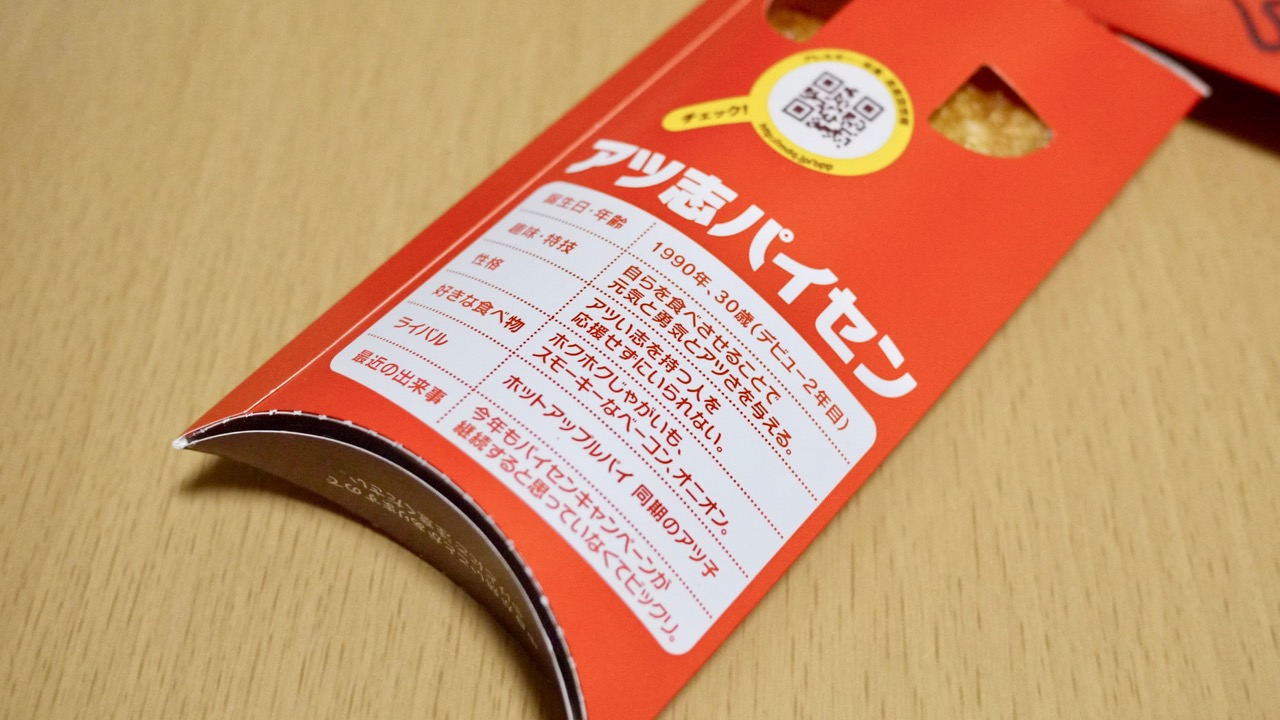 チェック!
http://mdq.jp/app
アツ志パイセン
誕生日・年齢
1990年、30歳(デビュー2年目)
趣味・特技
自らを食べさせることで
元気と勇気とアツさを与える。
性格
アツい志を持つ人を
応援せずにいられない。
好きな食べ物
ホクホクじゃがいも、
スモーキーなベーコン、オニオン。
ライバル
ホットアップルパイ 同期のアツ子
最近の出来事
今年もパイセンキャンペーンが
継続すると思っていなくてビックリ。